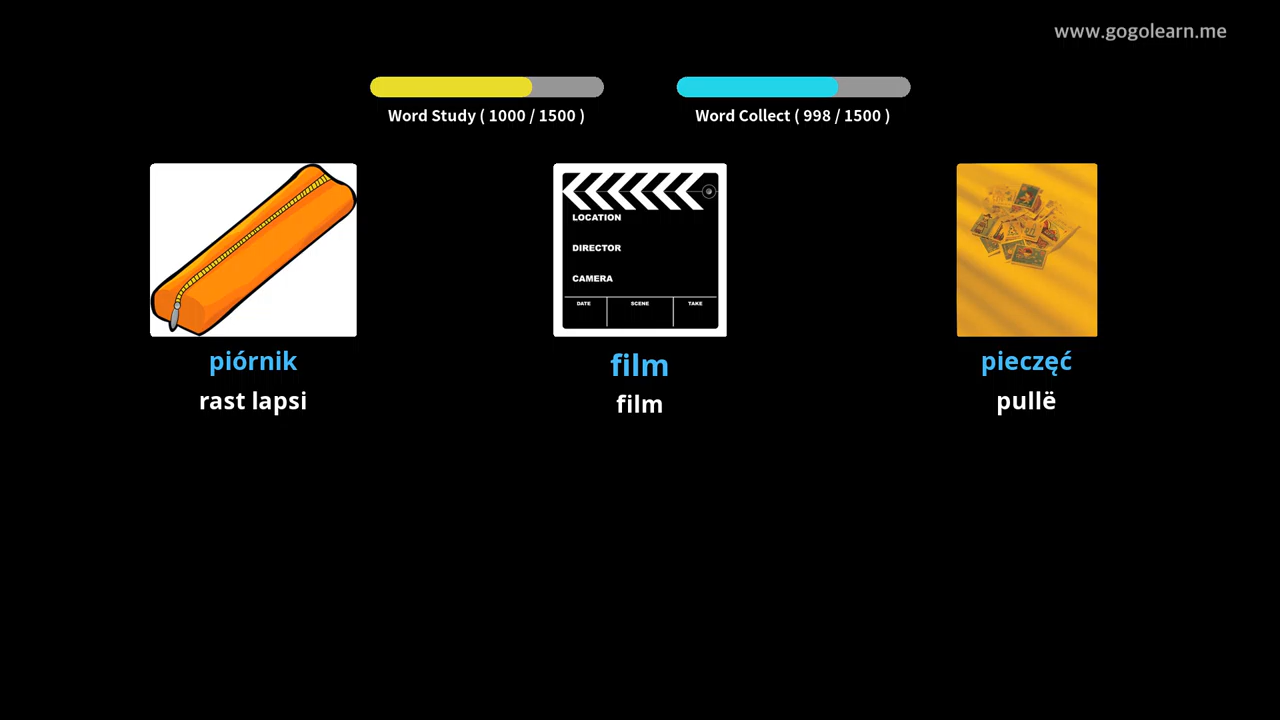 www.gogolearn.me
Word Study ( 1000 / 1500 )
Word Collect ( 998 / 1500 )
LOCATION
DIRECTOR
CAMERA
DATE SCENE TAKE
piórnik
rast lapsi
film
film
pieczęć
pullë